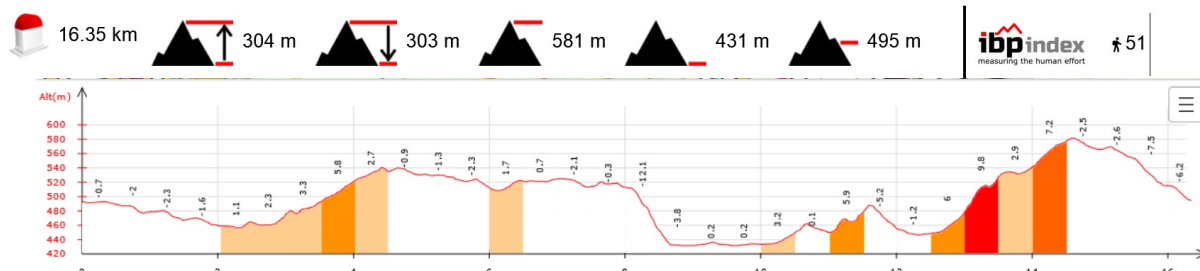 16.35 km 304 m 303 m 581 m 431 m 495 m ibpindex 51
measuring the human effort
Alt(m)
600
580
560
540
520
500
480
460
440
420
-0.7 -2 -2.3 -1.6 1.1 2.3 3.3 5.8 2.7 -0.9 -1.3 -2.3 1.7 0.7 -2.1 -0.3 -12.1 -3.8 0.2 0.2 3.2 0.1 5.9 -5.2 -1.2 6 9.8 2.9 7.2 -2.5 -2.6 -7.5 -6.2